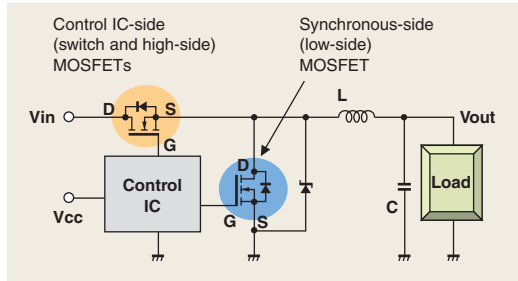 Control IC-side
(switch and high-side)
MOSFETs
Synchronous-side
(low-side)
MOSFET
L
Vin
D
S
Vout
G
D
Control
IC
Load
C
Vcc
G
S